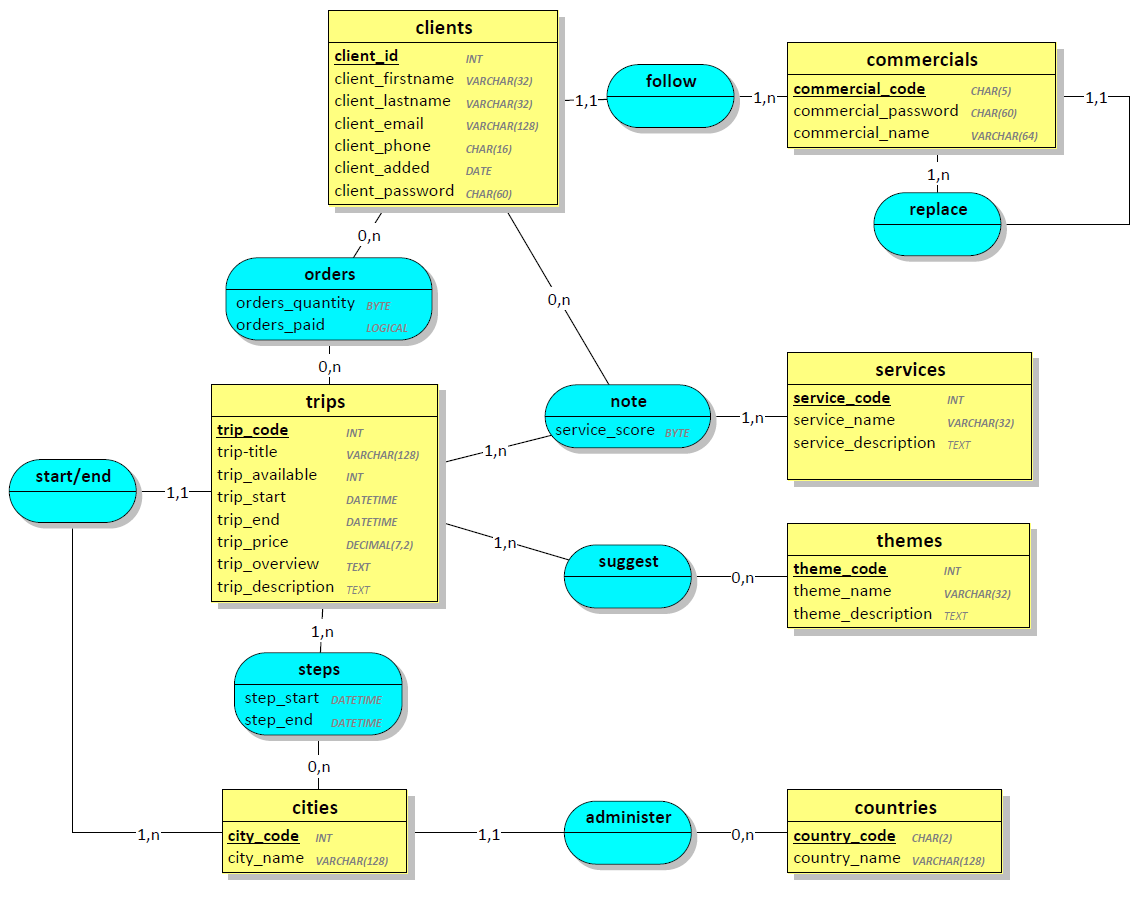 clients
client_id INT
client_firstname VARCHAR(32)
client_lastname VARCHAR(32)
client_email VARCHAR(128)
client_phone CHAR(16)
client_added DATE
client_password CHAR(60)
1,1
follow
1,n
commercials
commercial_code CHAR(5)
commercial_password CHAR(60)
commercial_name VARCHAR(64)
1,1
1,n
replace
0,n
orders
orders_quantity BYTE
orders_paid LOGICAL
0,n
0,n
note
service_score BYTE
1,n
services
service_code INT
service_name VARCHAR(32)
service_description TEXT
trips
trip_code INT
trip-title VARCHAR(128)
trip_available INT
trip_start DATETIME
trip_end DATETIME
trip_price DECIMAL(7,2)
trip_overview TEXT
trip_description TEXT
1,n
start/end
1,1
1,n
suggest
0,n
themes
theme_code INT
theme_name VARCHAR(32)
theme_description TEXT
1,n
steps
step_start DATETIME
step_end DATETIME
0,n
1,n
cities
city_code INT
city_name VARCHAR(128)
1,1
administer
0,n
countries
country_code CHAR(2)
country_name VARCHAR(128)